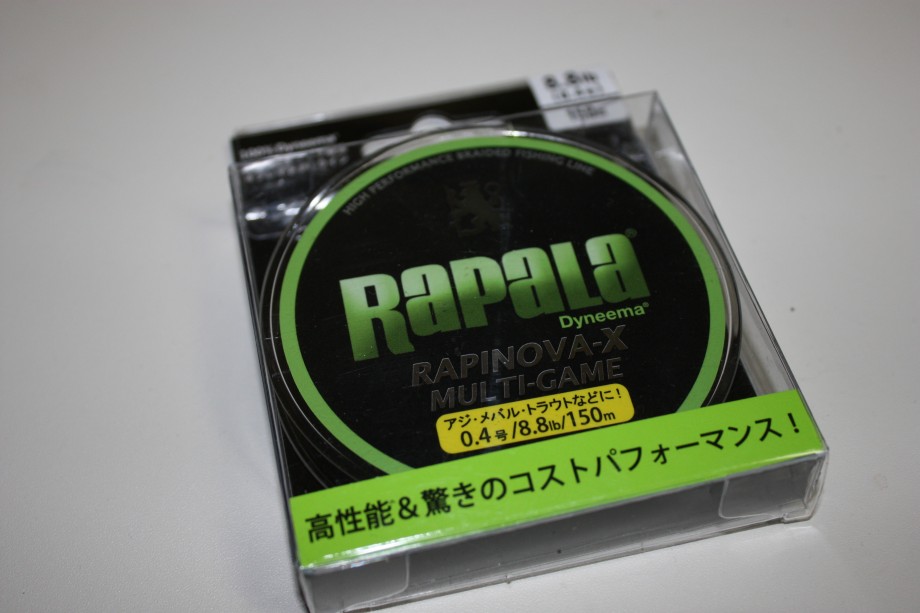 100% Dyneema®
HIGH PERFORMANCE BRAIDED FISHING LINE
Rapala®
Dyneema®
RAPINOVA-X
MULTI-GAME
アジ・メバル・トラウトなどに!
0.4号/8.8lb/150m
高性能&驚きのコストパフォーマンス!